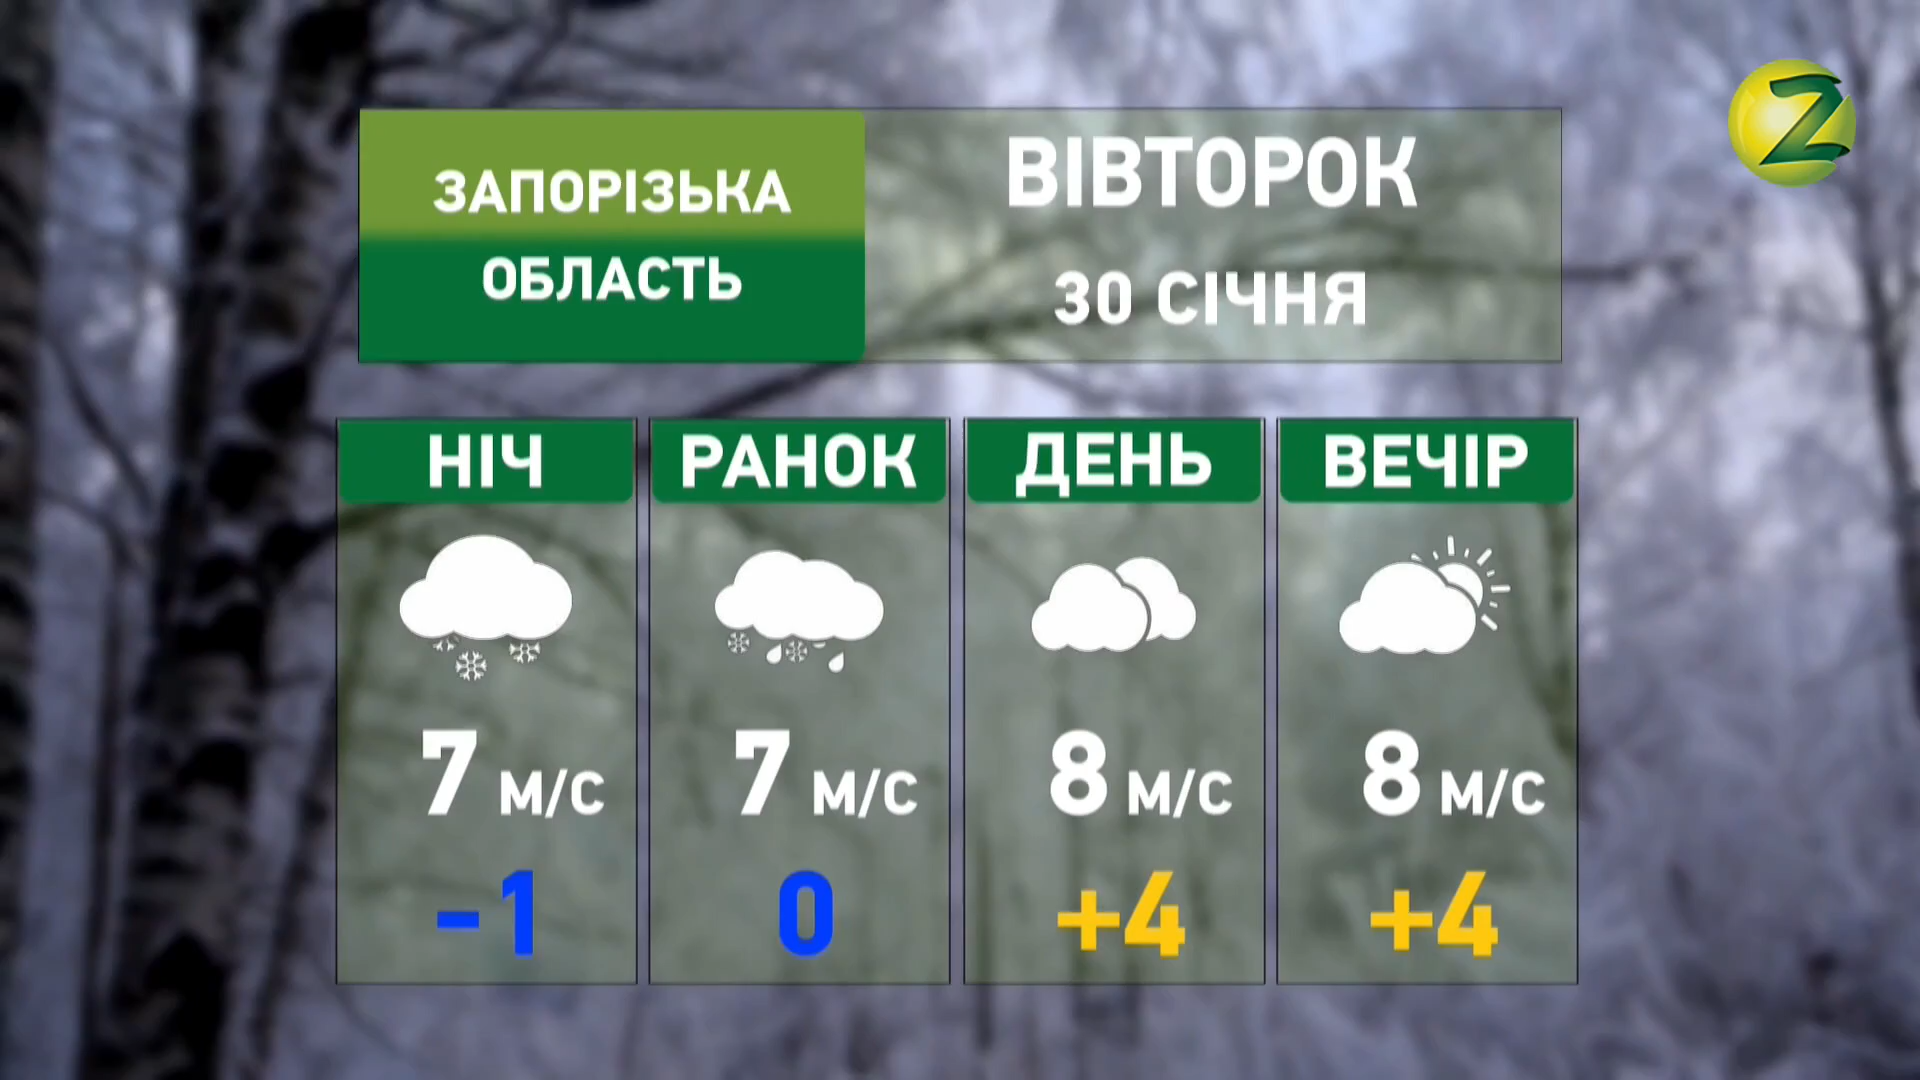 ЗАПОРІЗЬКА
ОБЛАСТЬ
ВІВТОРОК
30 СІЧНЯ
Z
НІЧ
РАНОК
ДЕНЬ
ВЕЧІР
7 М/С
7 М/С
8 М/С
8 М/С
-1
0
+4
+4